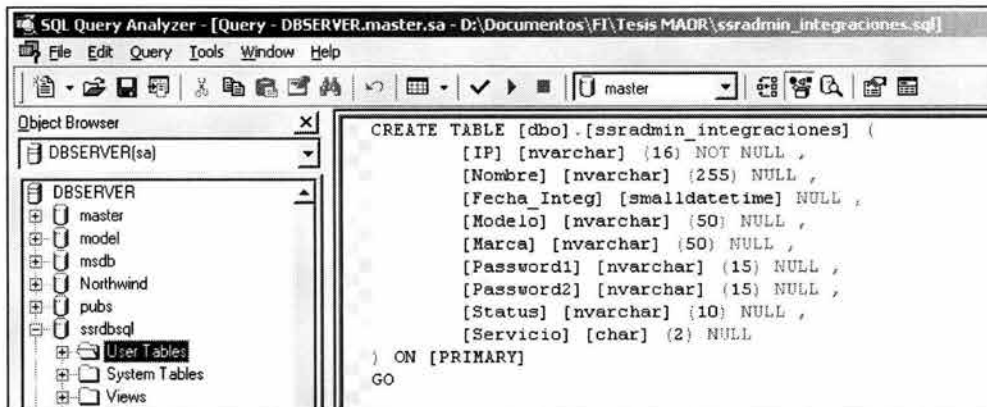 SQL Query Analyzer - [Query - DBSERVER.master.sa - D:\Documentos\FI\Tesis MAOR\ssradmin_integraciones.sql]
File Edit Query Tools Window Help
master
Object Browser
DBSERVER(sa)
DBSERVER
master
model
msdb
Northwind
pubs
ssrdbsql
User Tables
System Tables
Views
CREATE TABLE [dbo].[ssradmin_integraciones] (
[IP] [nvarchar] (16) NOT NULL ,
[Nombre] [nvarchar] (255) NULL ,
[Fecha_Integ] [smalldatetime] NULL ,
[Modelo] [nvarchar] (50) NULL ,
[Marca] [nvarchar] (50) NULL ,
[Password1] [nvarchar] (15) NULL ,
[Password2] [nvarchar] (15) NULL ,
[Status] [nvarchar] (10) NULL ,
[Servicio] [char] (2) NULL
) ON [PRIMARY]
GO